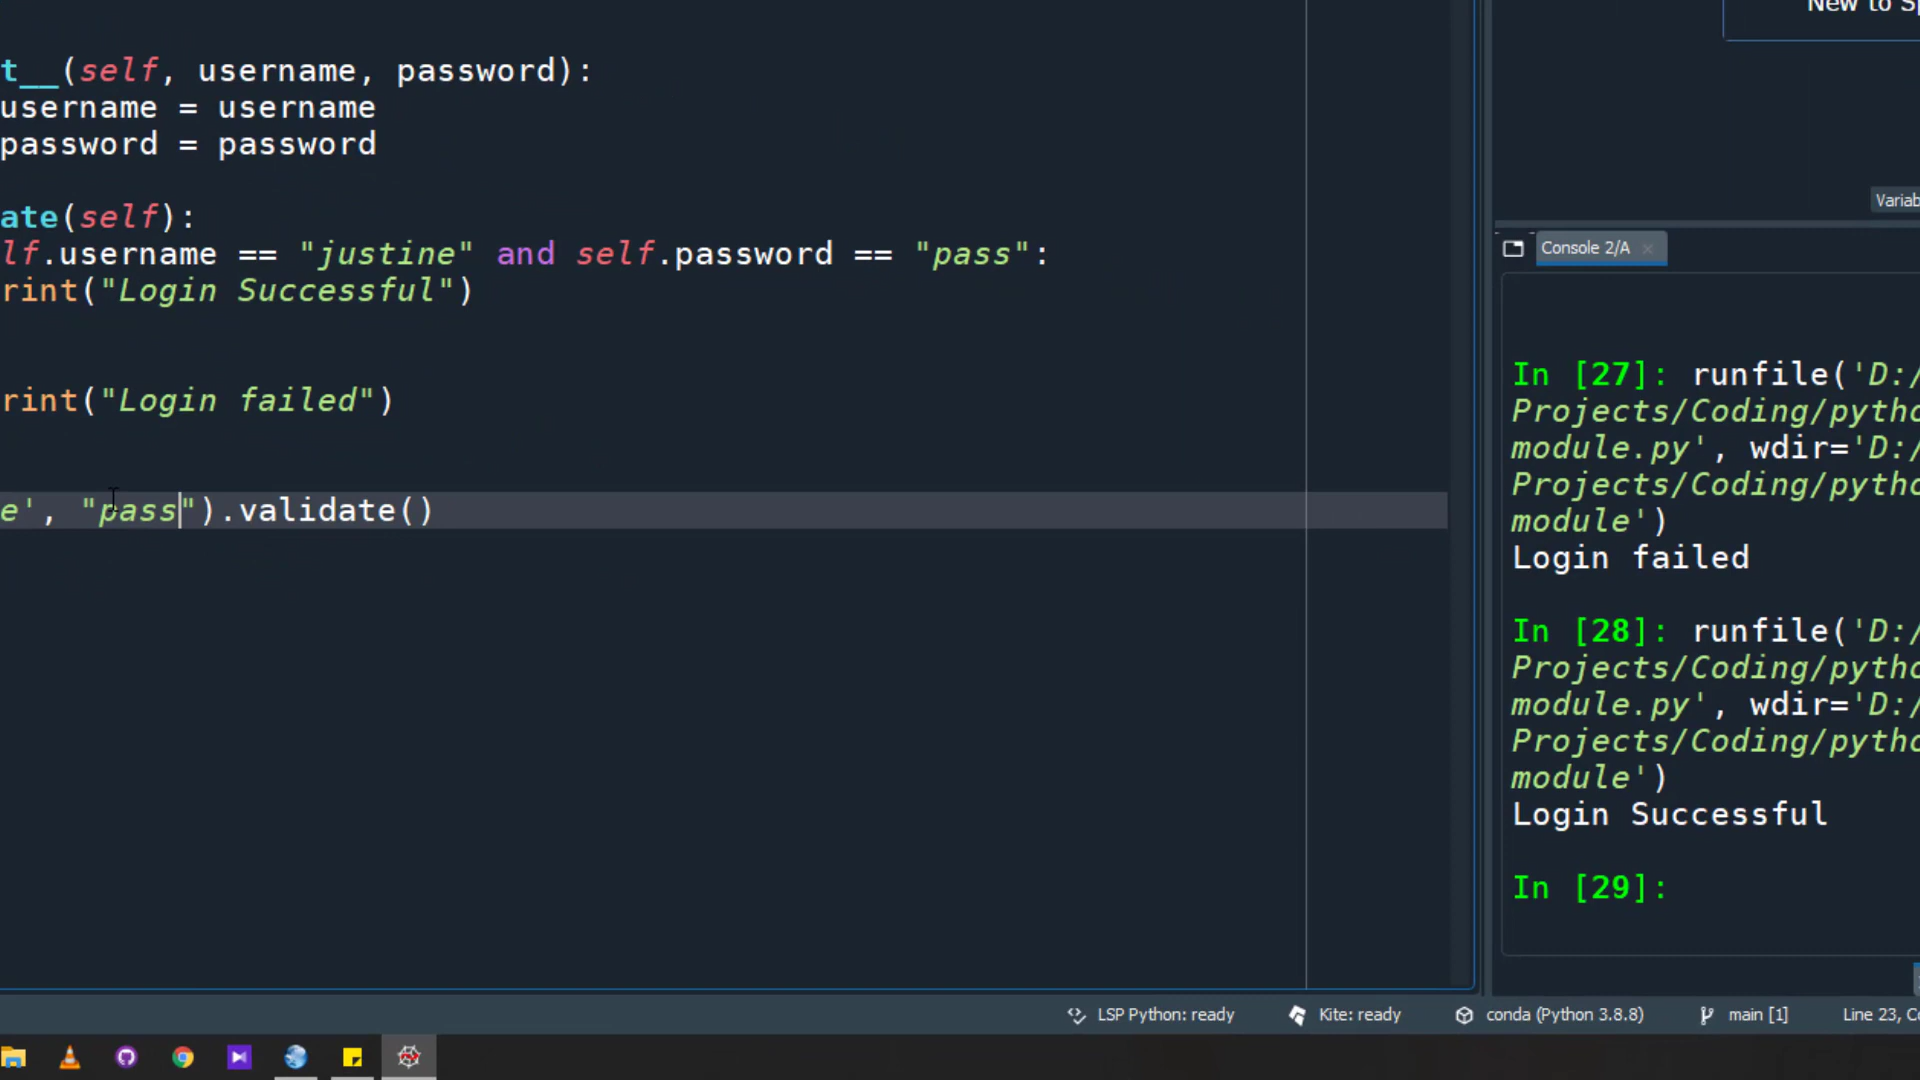 t__(self, username, password):
username = username
password = password
ate(self):
lf.username == "justine" and self.password == "pass":
rint("Login Successful")
rint("Login failed")
e', "pass").validate()
New to Sp
Variab
Console 2/A
In [27]: runfile('D:/
Projects/Coding/pytho
module.py', wdir='D:/
Projects/Coding/pytho
module')
Login failed
In [28]: runfile('D:/
Projects/Coding/pytho
module.py', wdir='D:/
Projects/Coding/pytho
module')
Login Successful
In [29]:
LSP Python: ready
Kite: ready
conda (Python 3.8.8)
main [1]
Line 23, Co